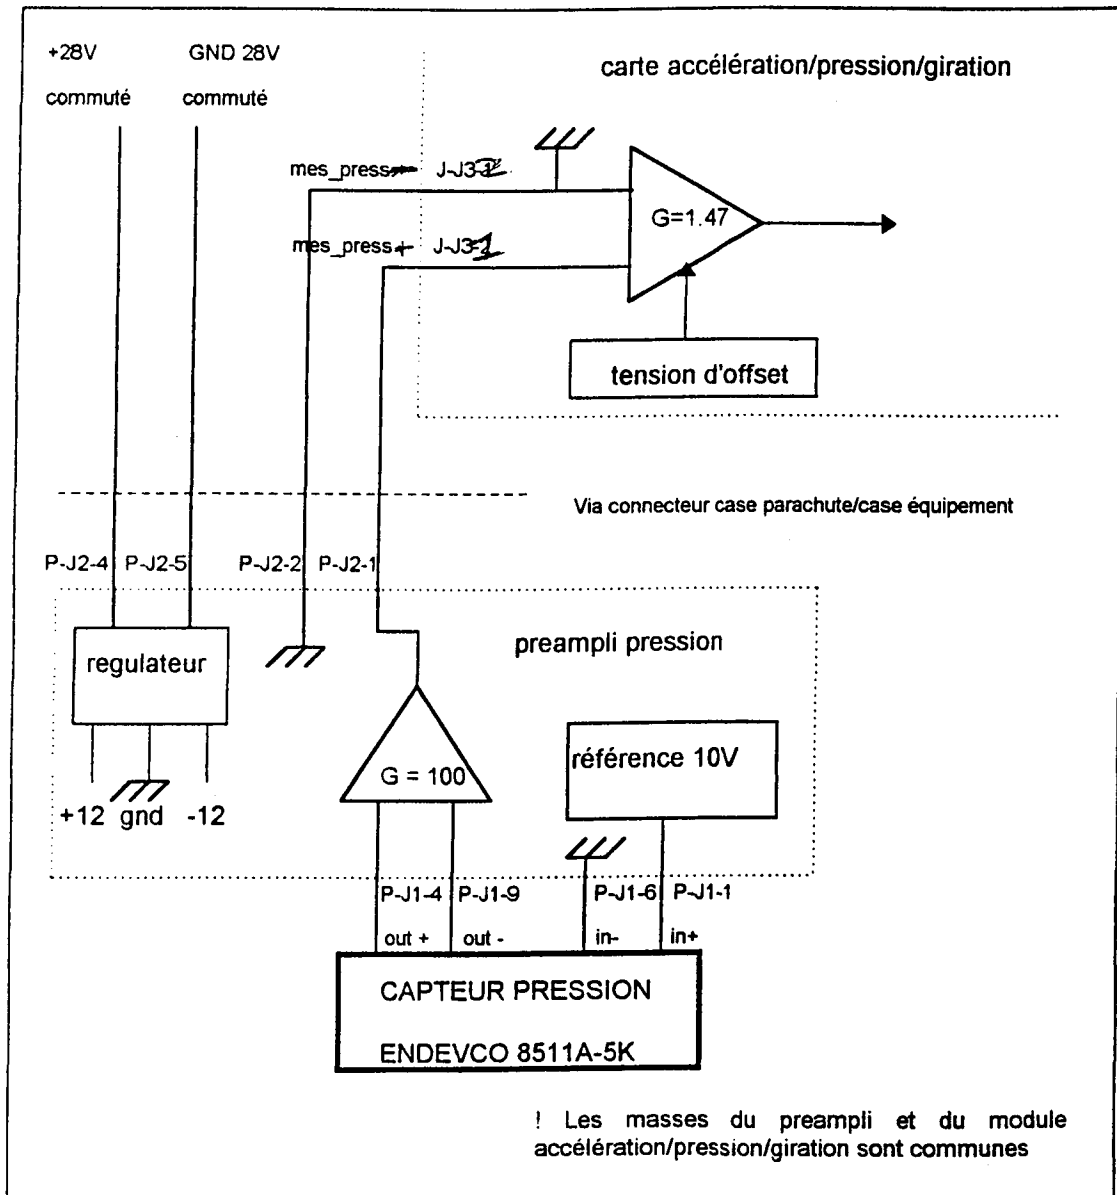 +28V GND 28V
commuté commuté
carte accélération/pression/giration
mes_press- J-J3-2
G=1.47
mes_press+ J-J3-1
tension d'offset
Via connecteur case parachute/case équipement
P-J2-4 P-J2-5 P-J2-2 P-J2-1
preampli pression
regulateur
référence 10V
G = 100
+12 gnd -12
P-J1-4 P-J1-9 P-J1-6 P-J1-1
out + out - in- in+
CAPTEUR PRESSION
ENDEVCO 8511A-5K
! Les masses du preampli et du module
accélération/pression/giration sont communes